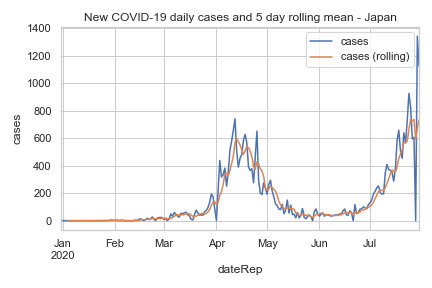 New COVID-19 daily cases and 5 day rolling mean - Japan
cases
cases (rolling)
1400
1200
1000
800
600
400
200
0
cases
Jan
2020
Feb
Mar
Apr
May
Jun
Jul
dateRep